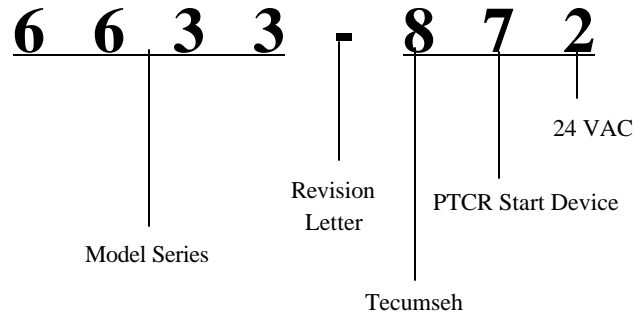 6 6 3 3 - 8 7 2
24 VAC
Revision
Letter
PTCR Start Device
Model Series
Tecumseh